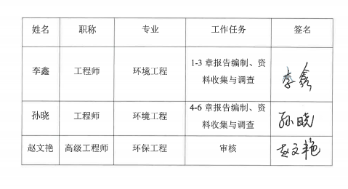 姓名 职称 专业 工作任务 签名
李鑫 工程师 环境工程 1-3 章报告编制、资料收集与调查 李鑫
孙晓 工程师 环境工程 4-6 章报告编制、资料收集与调查 孙晓
赵文艳 高级工程师 环保工程 审核 赵文艳